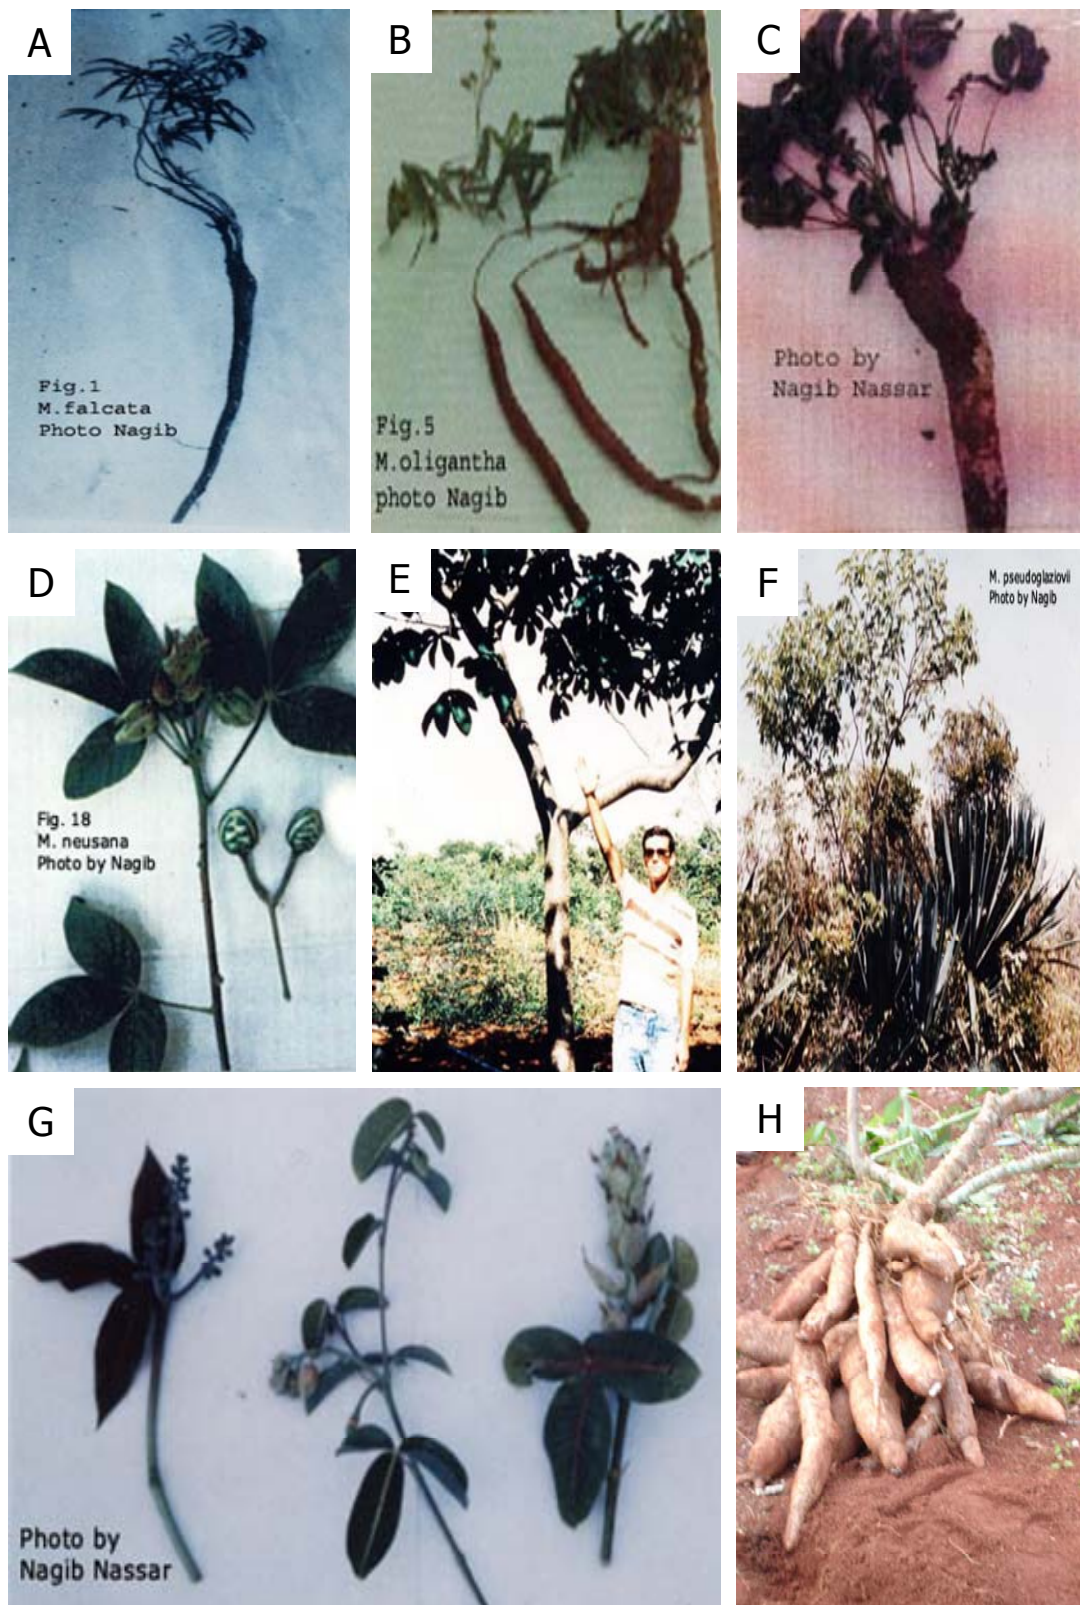 A
Fig.1
M.falcata
Photo Nagib
B
Fig.5
M.oligantha
photo Nagib
C
Photo by
Nagib Nassar
D
Fig. 18
M. neusana
Photo by Nagib
E
F
M. pseudoglaziovii
Photo by Nagib
G
Photo by
Nagib Nassar
H